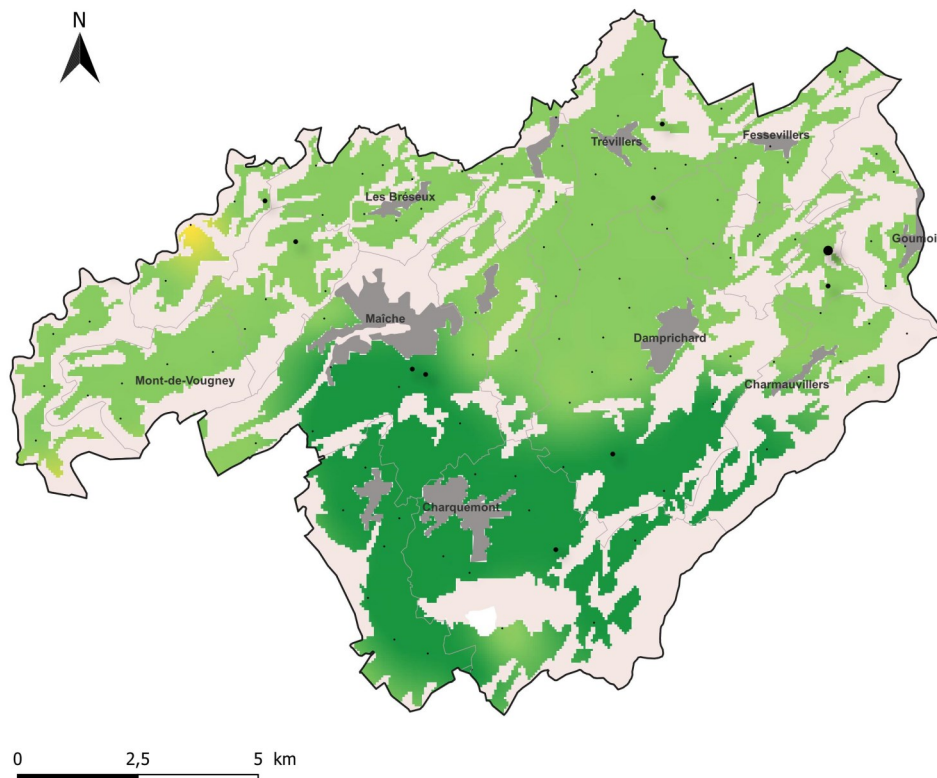 N
Trévillers
Fessevillers
Les Bréseux
Goumoi
Maîche
Damprichard
Mont-de-Vougney
Charmauvillers
Charquemont
0 2,5 5 km